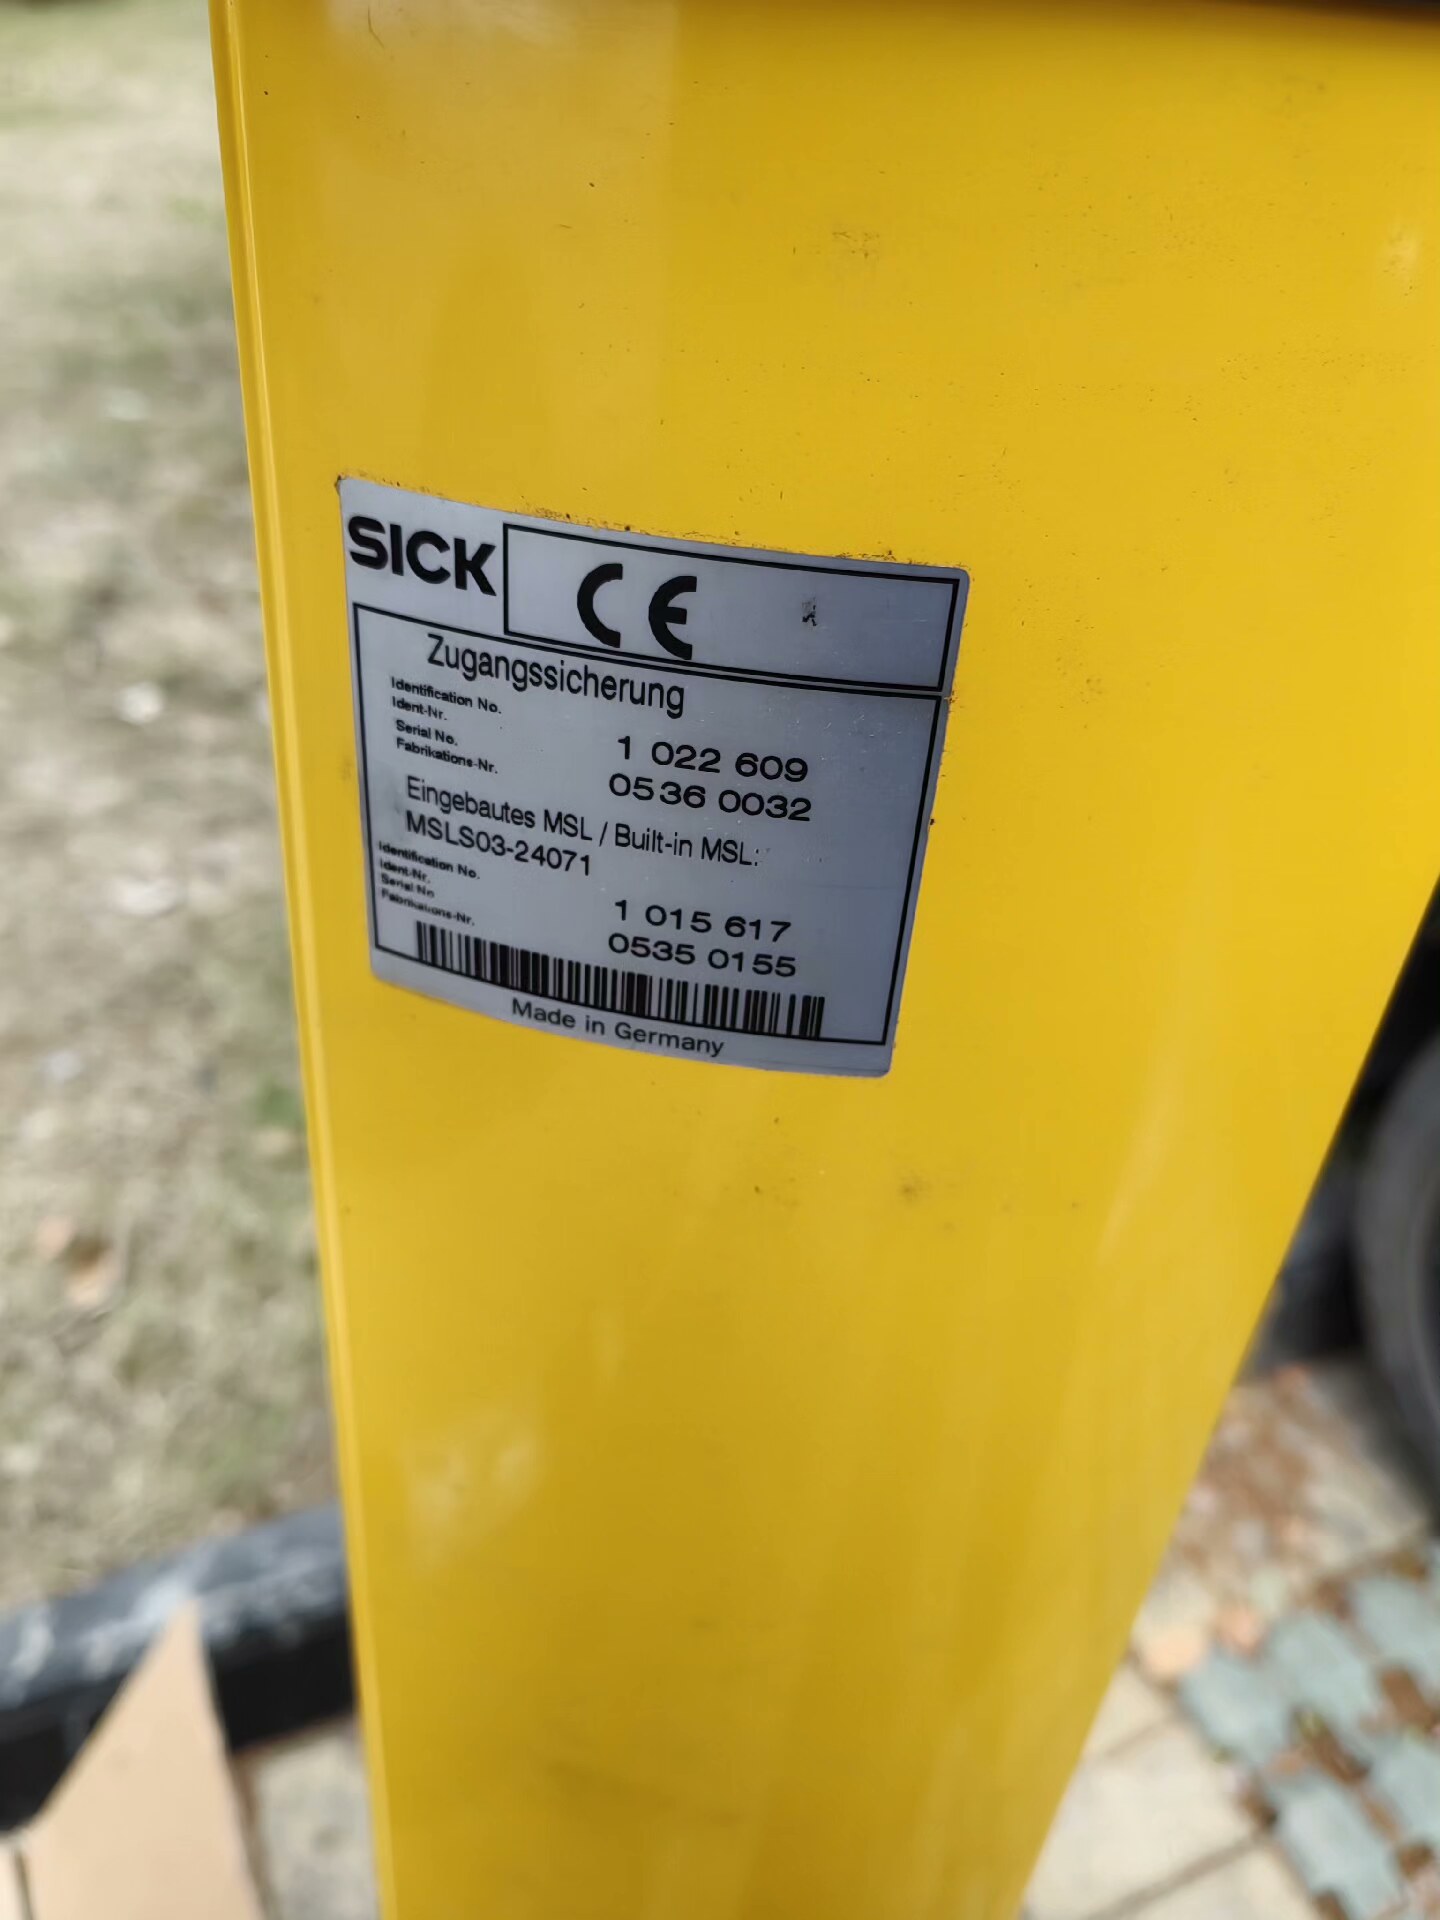 SICK
CE
Zugangssicherung
Identification No.
Ident-Nr.
1 022 609
Serial No.
Fabrikations-Nr.
0536 0032
Eingebautes MSL / Built-in MSL:
MSLS03-24071
Identification No.
Ident-Nr.
1 015 617
Serial No
Fabrikations-Nr.
0535 0155
Made in Germany